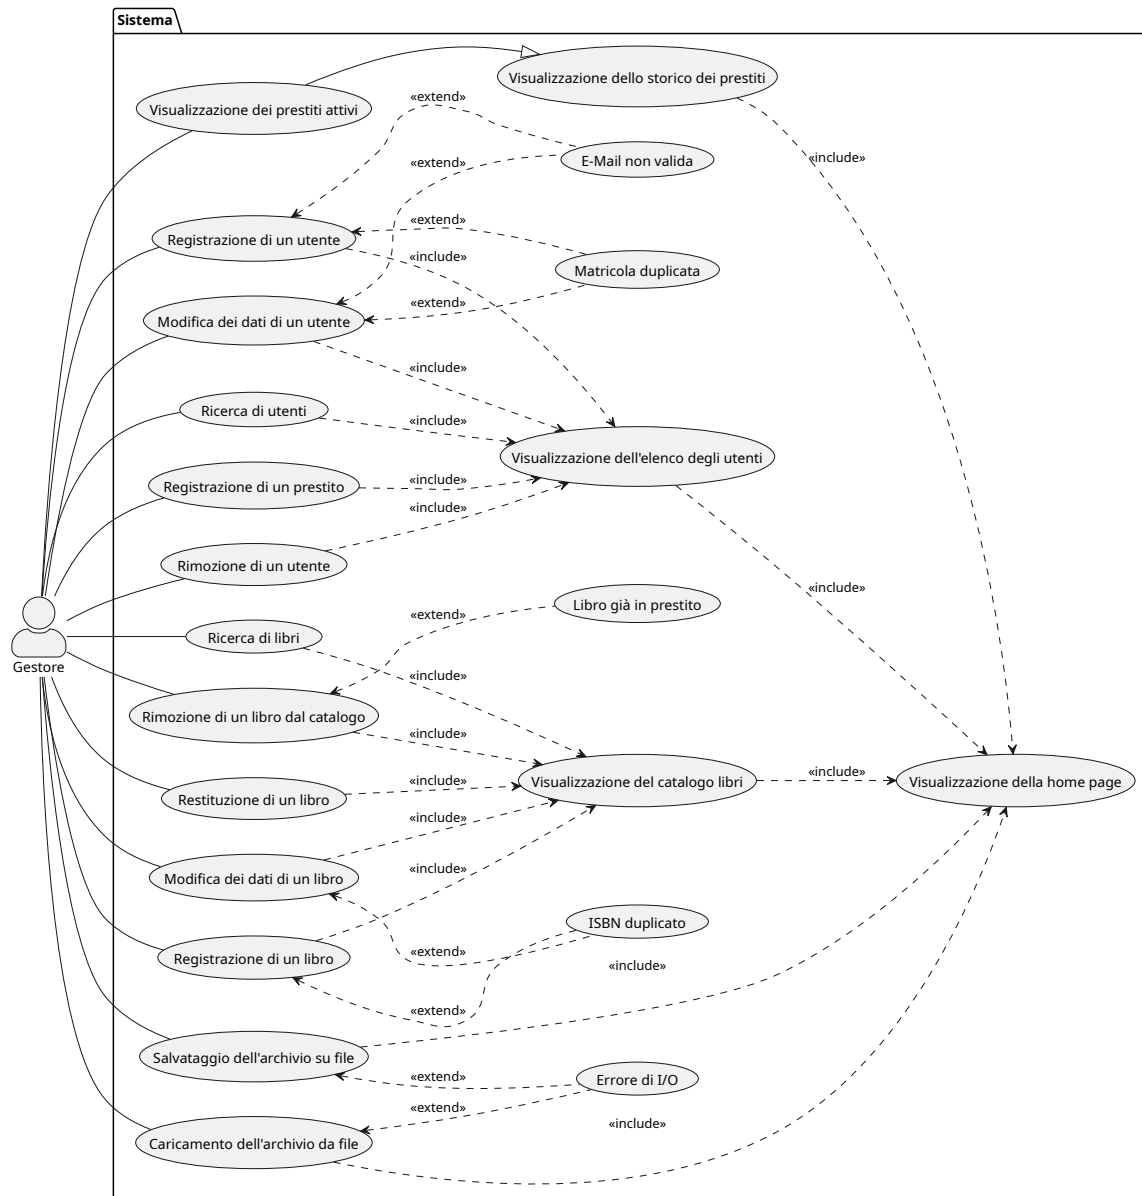 Sistema
Visualizzazione dello storico dei prestiti
Visualizzazione dei prestiti attivi
«extend»
«include»
E-Mail non valida
«extend»
«extend»
Registrazione di un utente
«include»
Matricola duplicata
«extend»
Modifica dei dati di un utente
«include»
Ricerca di utenti
«include»
Visualizzazione dell'elenco degli utenti
Registrazione di un prestito
«include»
«include»
Rimozione di un utente
«include»
Libro già in prestito
«extend»
Ricerca di libri
Gestore
«include»
Rimozione di un libro dal catalogo
«include»
«include»
Visualizzazione del catalogo libri
«include»
Visualizzazione della home page
Restituzione di un libro
«include»
«include»
Modifica dei dati di un libro
ISBN duplicato
«extend»
Registrazione di un libro
«include»
«extend»
Salvataggio dell'archivio su file
«extend»
Errore di I/O
«extend»
«include»
Caricamento dell'archivio da file